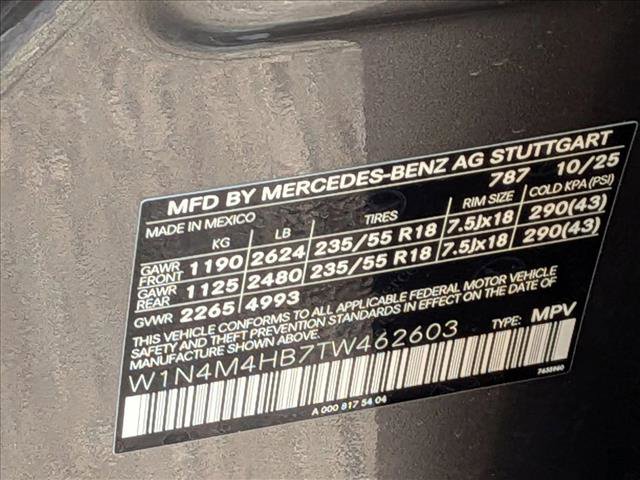 MFD BY MERCEDES-BENZ AG STUTTGART
MADE IN MEXICO 787 10/25
KG LB TIRES RIM SIZE COLD KPA(PSI)
GAWR FRONT 1190 2624 235/55 R18 7.5Jx18 290(43)
GAWR REAR 1125 2480 235/55 R18 7.5Jx18 290(43)
GVWR 2265 4993
THIS VEHICLE CONFORMS TO ALL APPLICABLE FEDERAL MOTOR VEHICLE
SAFETY AND THEFT PREVENTION STANDARDS IN EFFECT ON THE DATE OF
MANUFACTURE SHOWN ABOVE.
W1N4M4HB7TW462603 TYPE: MPV
A 000 817 54 04